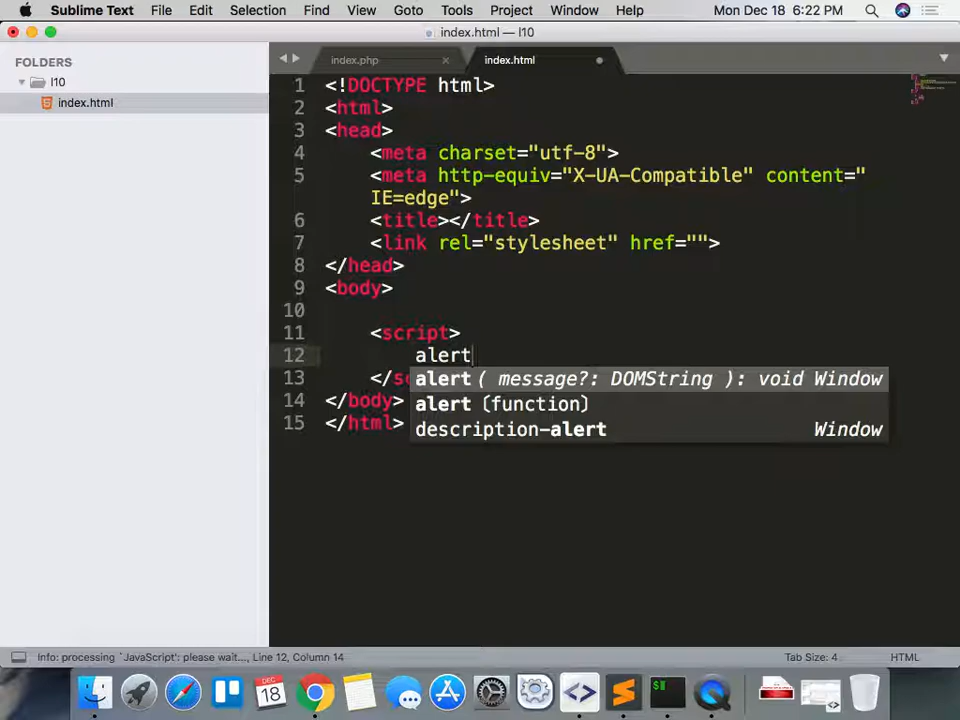 Sublime Text File Edit Selection Find View Goto Tools Project Window Help Mon Dec 18 6:22 PM
index.html — l10
FOLDERS
l10
index.html
index.php × index.html
1 <!DOCTYPE html>
2 <html>
3 <head>
4 <meta charset="utf-8">
5 <meta http-equiv="X-UA-Compatible" content="
IE=edge">
6 <title></title>
7 <link rel="stylesheet" href="">
8 </head>
9 <body>
10
11 <script>
12 alert
13 </s
alert ( message?: DOMString ): void Window
alert (function)
description-alert Window
14 </body>
15 </html>
Info: processing `JavaScript': please wait..., Line 12, Column 14 Tab Size: 4 HTML
DEC
18